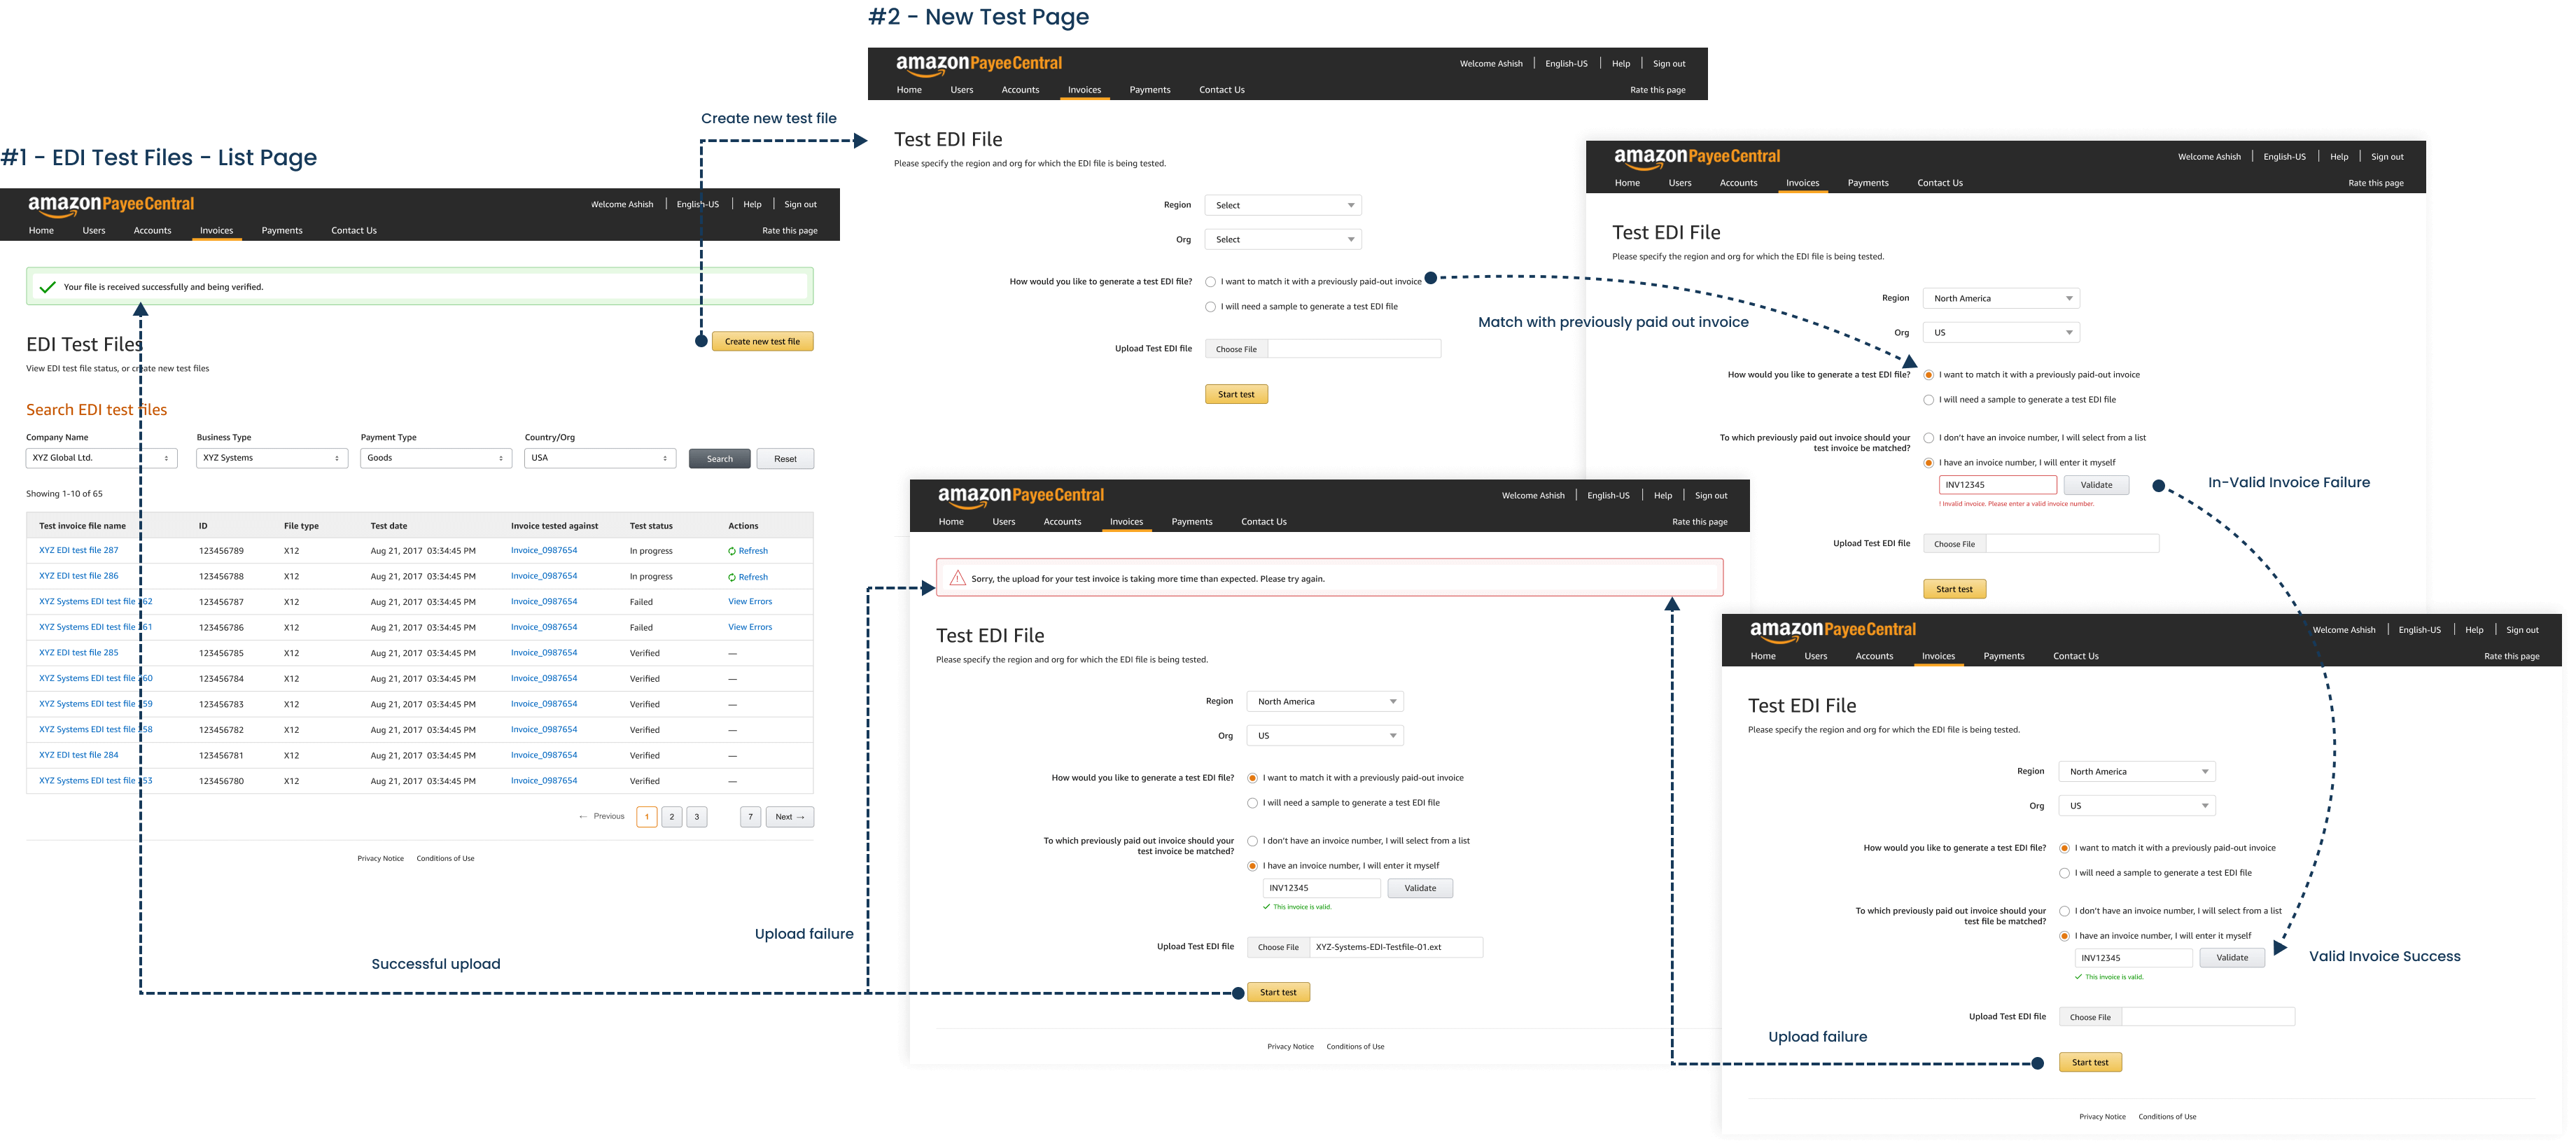 #2 - New Test Page
amazonPayeeCentral
Welcome Ashish English-US Help Sign out
Home Users Accounts Invoices Payments Contact Us Rate this page
Test EDI File
Please specify the region and org for which the EDI file is being tested.
Region Select
Org Select
How would you like to generate a test EDI file? I want to match it with a previously paid-out invoice
I will need a sample to generate a test EDI file
Upload Test EDI file Choose File
Start test
Create new test file
Match with previously paid out invoice
#1 - EDI Test Files - List Page
amazonPayeeCentral
Welcome Ashish English-US Help Sign out
Home Users Accounts Invoices Payments Contact Us Rate this page
Your file is received successfully and being verified.
EDI Test Files
Create new test file
View EDI test file status, or create new test files
Search EDI test files
Company Name Business Type Payment Type Country/Org
XYZ Global Ltd. XYZ Systems Goods USA Search Reset
Showing 1-10 of 65
Test invoice file name ID File type Test date Invoice tested against Test status Actions
XYZ EDI test file 287 123456789 X12 Aug 21, 2017 03:34:45 PM Invoice_0987654 In progress Refresh
XYZ EDI test file 286 123456788 X12 Aug 21, 2017 03:34:45 PM Invoice_0987654 In progress Refresh
XYZ Systems EDI test file 62 123456787 X12 Aug 21, 2017 03:34:45 PM Invoice_0987654 Failed View Errors
XYZ Systems EDI test file 61 123456786 X12 Aug 21, 2017 03:34:45 PM Invoice_0987654 Failed View Errors
XYZ EDI test file 285 123456785 X12 Aug 21, 2017 03:34:45 PM Invoice_0987654 Verified —
XYZ Systems EDI test file 60 123456784 X12 Aug 21, 2017 03:34:45 PM Invoice_0987654 Verified —
XYZ Systems EDI test file 59 123456783 X12 Aug 21, 2017 03:34:45 PM Invoice_0987654 Verified —
XYZ Systems EDI test file 58 123456782 X12 Aug 21, 2017 03:34:45 PM Invoice_0987654 Verified —
XYZ EDI test file 284 123456781 X12 Aug 21, 2017 03:34:45 PM Invoice_0987654 Verified —
XYZ Systems EDI test file 53 123456780 X12 Aug 21, 2017 03:34:45 PM Invoice_0987654 Verified —
← Previous 1 2 3 7 Next →
Privacy Notice Conditions of Use
Successful upload
Upload failure
amazonPayeeCentral
Welcome Ashish English-US Help Sign out
Home Users Accounts Invoices Payments Contact Us Rate this page
Test EDI File
Please specify the region and org for which the EDI file is being tested.
Region North America
Org US
How would you like to generate a test EDI file? I want to match it with a previously paid-out invoice
I will need a sample to generate a test EDI file
To which previously paid out invoice should your I don't have an invoice number, I will select from a list
test invoice be matched?
I have an invoice number, I will enter it myself
INV12345 Validate
! Invalid invoice. Please enter a valid invoice number.
Upload Test EDI file Choose File
Start test
In-Valid Invoice Failure
amazonPayeeCentral
Welcome Ashish English-US Help Sign out
Home Users Accounts Invoices Payments Contact Us Rate this page
Sorry, the upload for your test invoice is taking more time than expected. Please try again.
Test EDI File
Please specify the region and org for which the EDI file is being tested.
Region North America
Org US
How would you like to generate a test EDI file? I want to match it with a previously paid-out invoice
I will need a sample to generate a test EDI file
To which previously paid out invoice should your I don't have an invoice number, I will select from a list
test invoice be matched?
I have an invoice number, I will enter it myself
INV12345 Validate
This invoice is valid.
Upload Test EDI file Choose File XYZ-Systems-EDI-Testfile-01.ext
Start test
Privacy Notice Conditions of Use
amazonPayeeCentral
Welcome Ashish English-US Help Sign out
Home Users Accounts Invoices Payments Contact Us Rate this page
Test EDI File
Please specify the region and org for which the EDI file is being tested.
Region North America
Org US
How would you like to generate a test EDI file? I want to match it with a previously paid-out invoice
I will need a sample to generate a test EDI file
To which previously paid out invoice should your I don't have an invoice number, I will select from a list
test file be matched?
I have an invoice number, I will enter it myself
INV12345 Validate
This invoice is valid.
Valid Invoice Success
Upload Test EDI file Choose File
Upload failure
Start test
Privacy Notice Conditions of Use